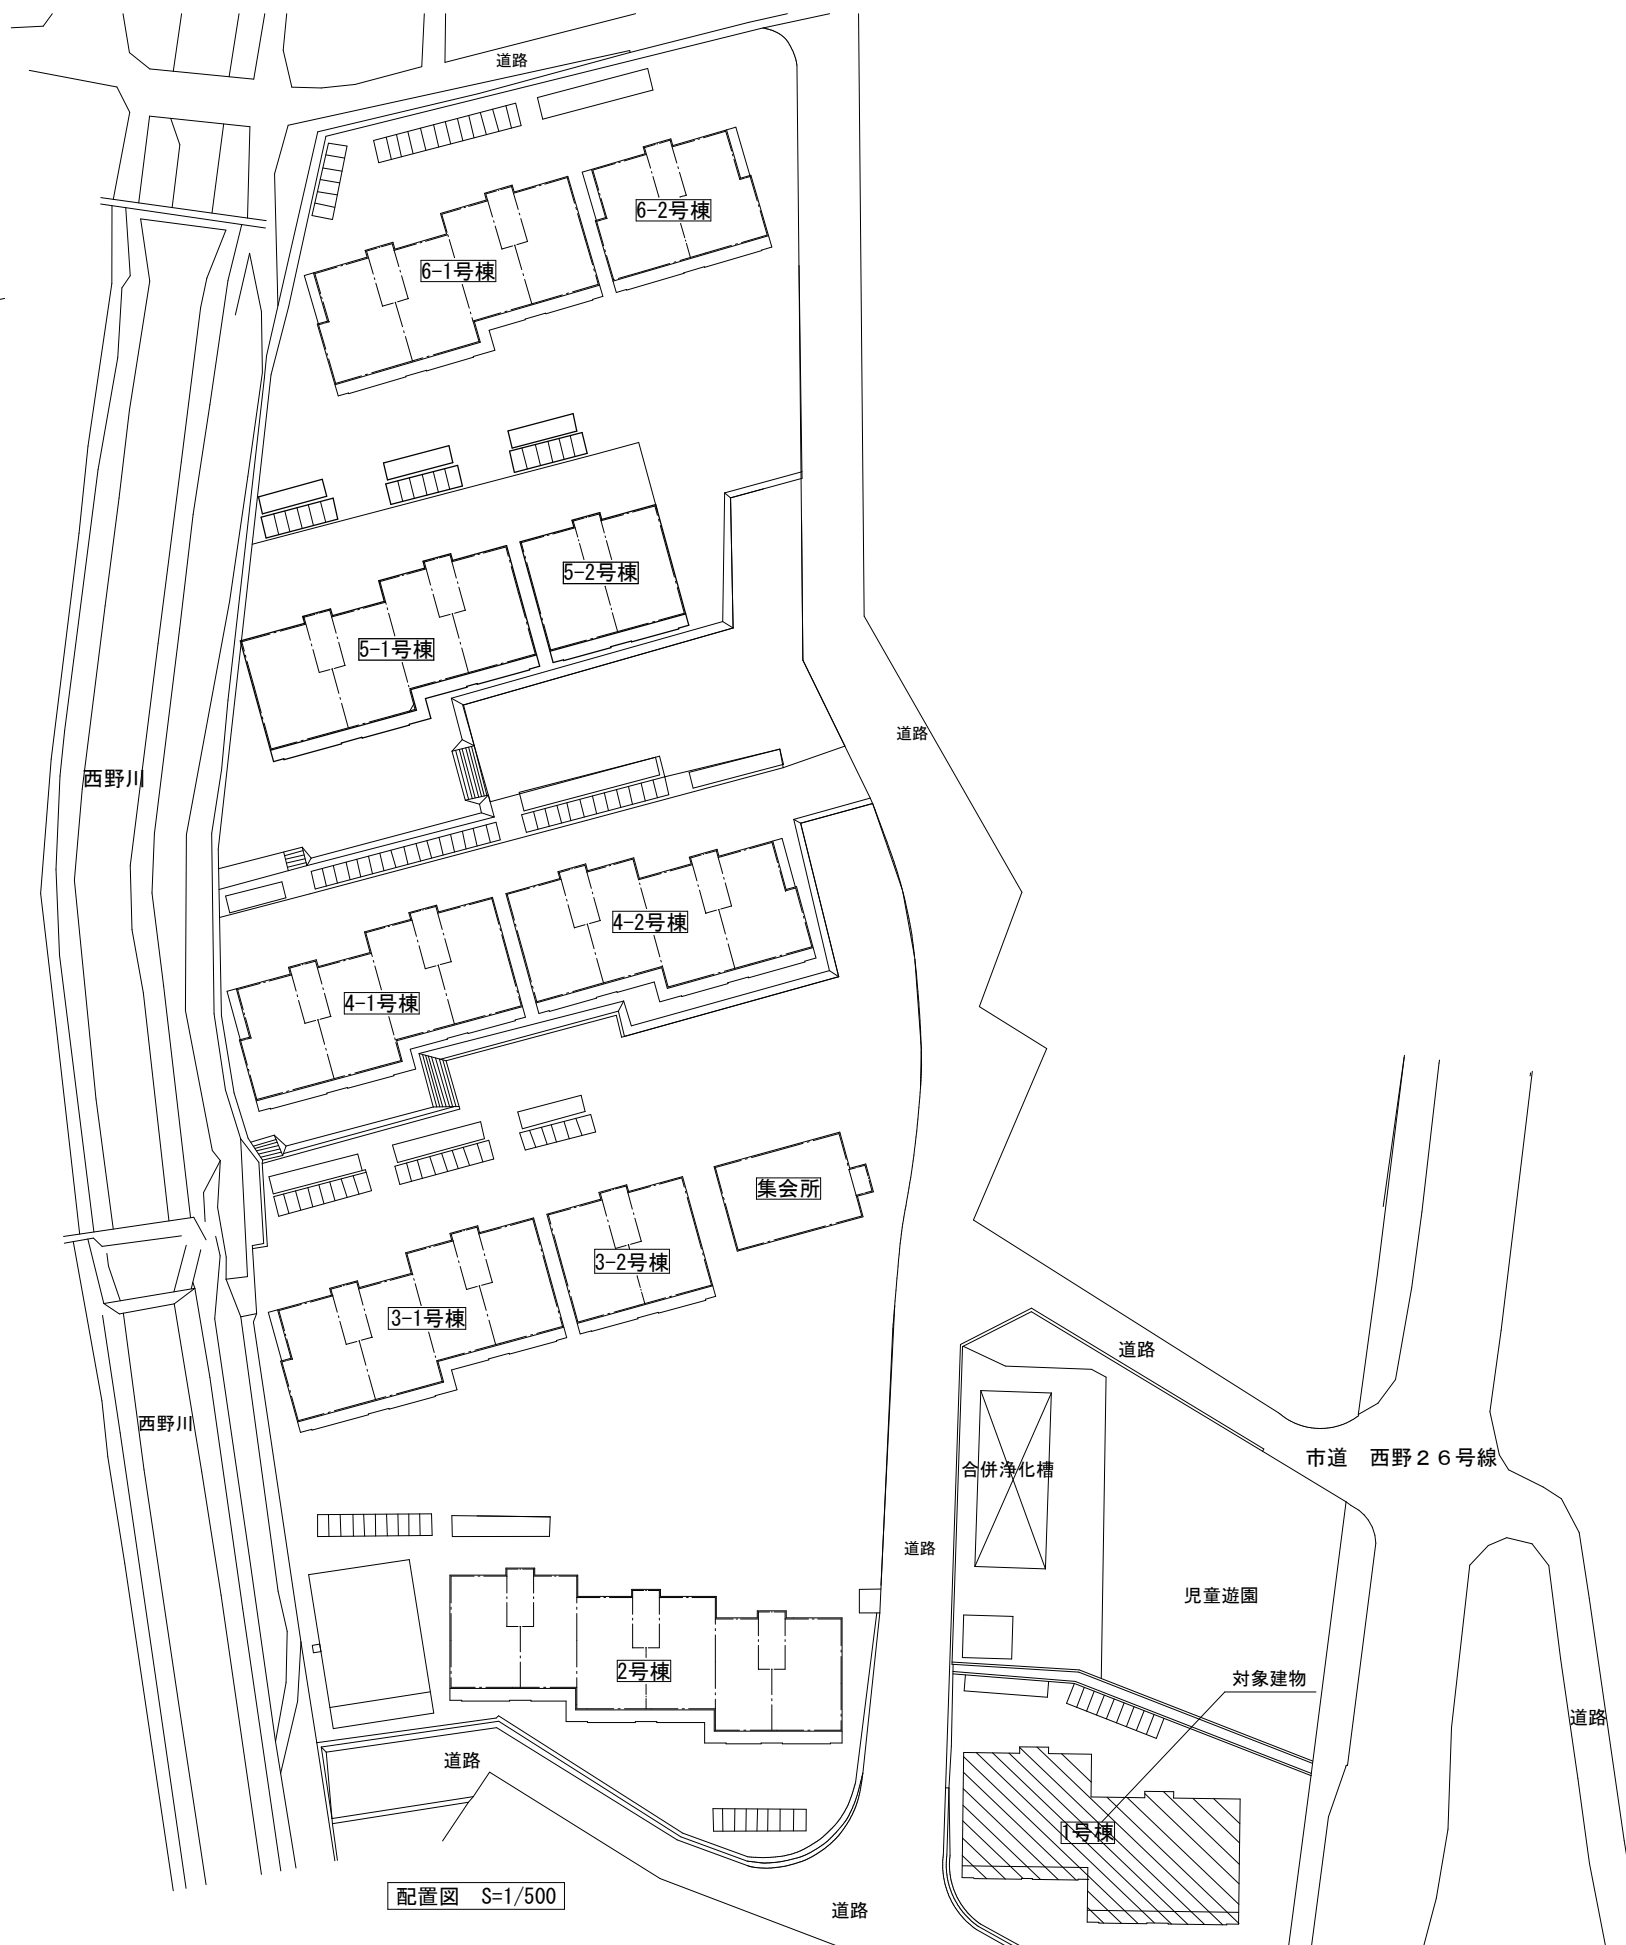 道路
6-2号棟
6-1号棟
5-2号棟
5-1号棟
道路
西野川
4-2号棟
4-1号棟
集会所
3-2号棟
3-1号棟
道路
西野川
市道　西野２６号線
合併浄化槽
道路
児童遊園
2号棟
対象建物
道路
道路
1号棟
配置図　S=1/500
道路